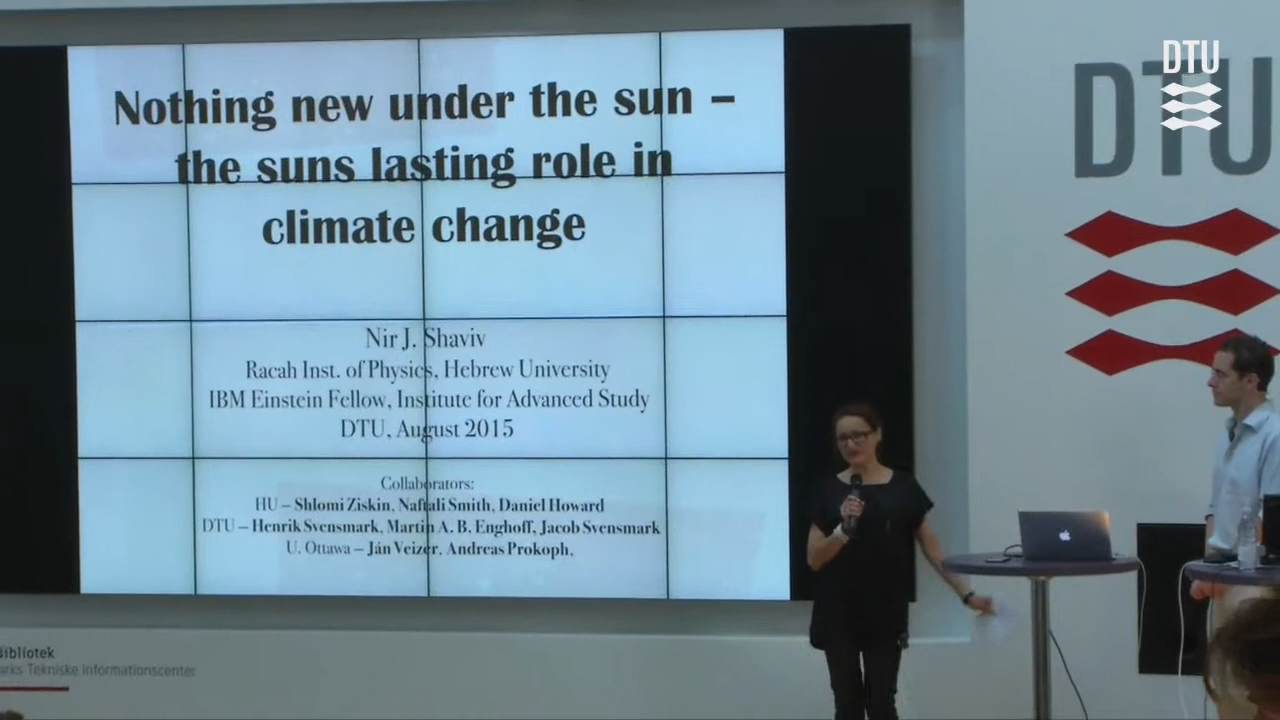 Nothing new under the sun –
the suns lasting role in
climate change
Nir J. Shaviv
Racah Inst. of Physics, Hebrew University
IBM Einstein Fellow, Institute for Advanced Study
DTU, August 2015
Collaborators:
HU – Shlomi Ziskin, Naftali Smith, Daniel Howard
DTU – Henrik Svensmark, Martin A. B. Enghoff, Jacob Svensmark
U. Ottawa – Ján Veizer, Andreas Prokoph,
DTU
DTU
Tekniske Informationscenter